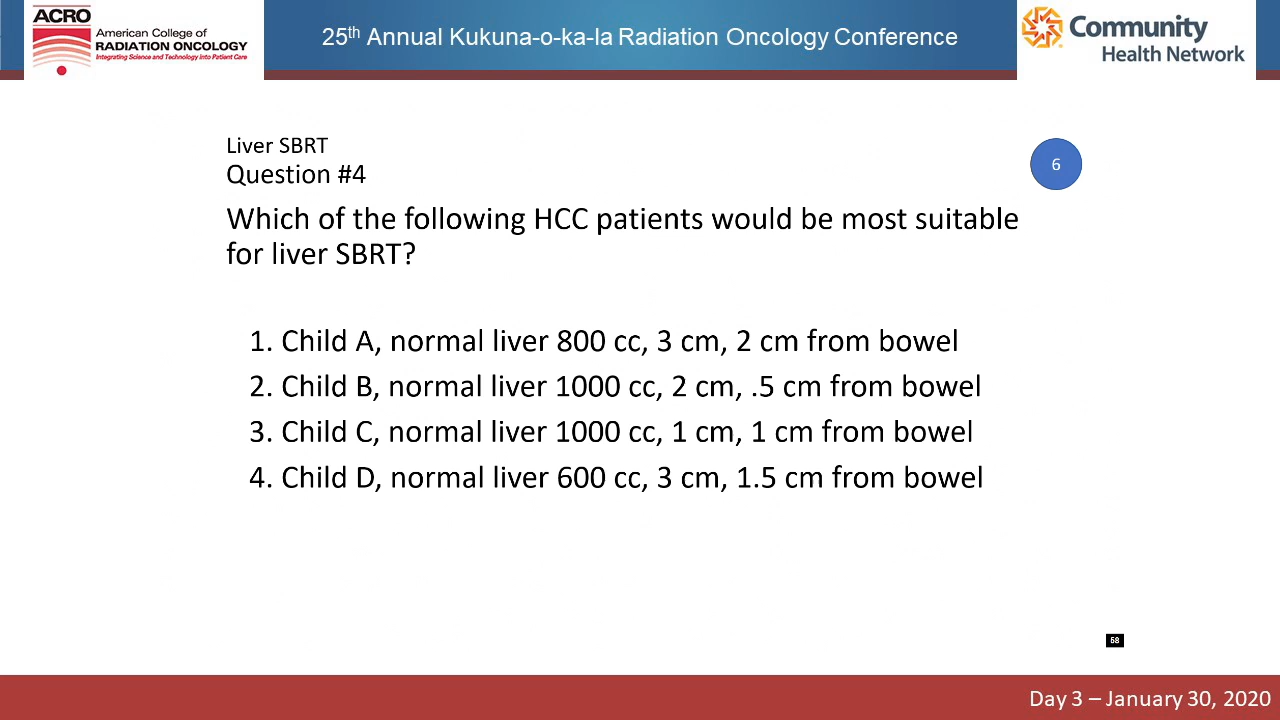 ACRO
American College of
RADIATION ONCOLOGY
Integrating Science and Technology into Patient Care
25th Annual Kukuna-o-ka-la Radiation Oncology Conference
Community
Health Network
Liver SBRT
Question #4
6
Which of the following HCC patients would be most suitable
for liver SBRT?
1. Child A, normal liver 800 cc, 3 cm, 2 cm from bowel
2. Child B, normal liver 1000 cc, 2 cm, .5 cm from bowel
3. Child C, normal liver 1000 cc, 1 cm, 1 cm from bowel
4. Child D, normal liver 600 cc, 3 cm, 1.5 cm from bowel
58
Day 3 – January 30, 2020